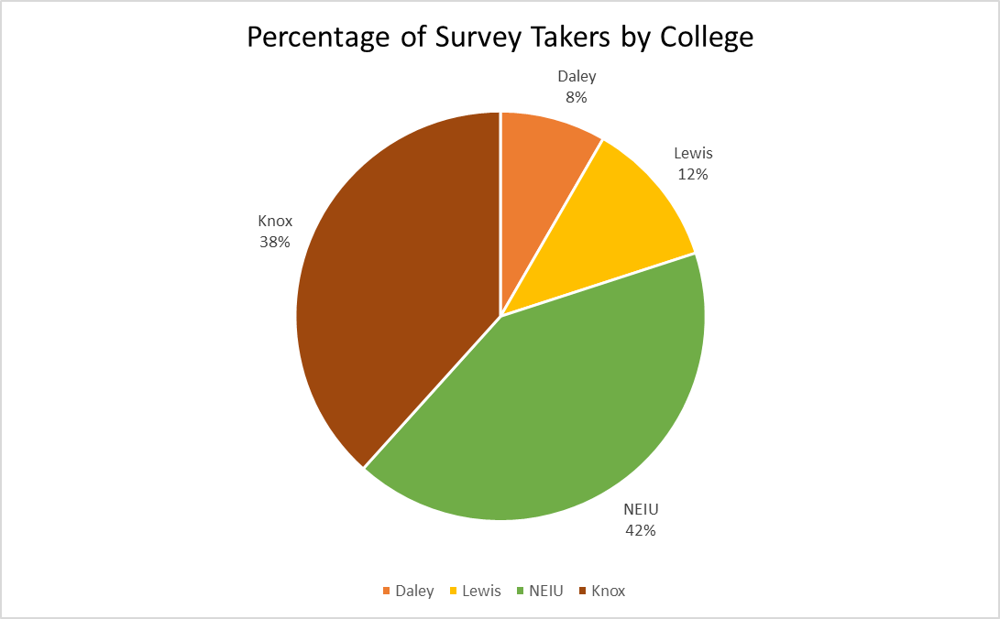 Percentage of Survey Takers by College
Daley
8%
Lewis
12%
Knox
38%
NEIU
42%
Daley Lewis NEIU Knox